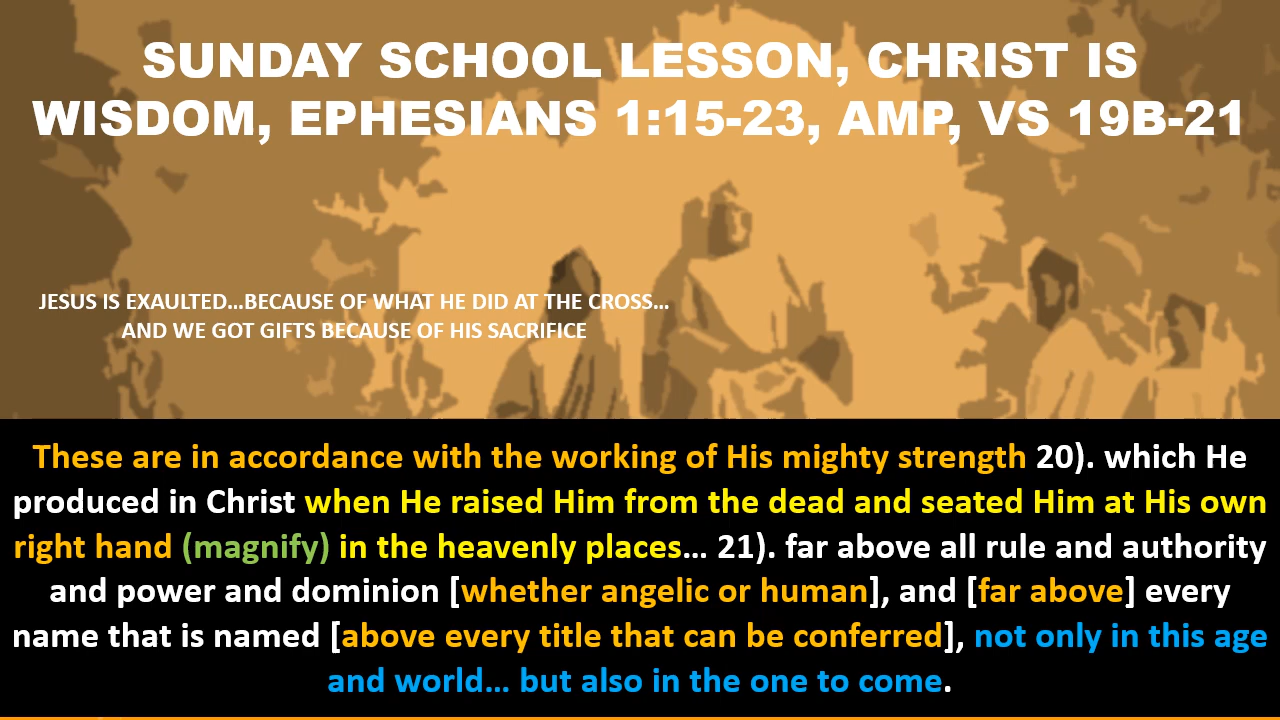 SUNDAY SCHOOL LESSON, CHRIST IS
WISDOM, EPHESIANS 1:15-23, AMP, VS 19B-21
JESUS IS EXAULTED...BECAUSE OF WHAT HE DID AT THE CROSS...
AND WE GOT GIFTS BECAUSE OF HIS SACRIFICE
These are in accordance with the working of His mighty strength 20). which He
produced in Christ when He raised Him from the dead and seated Him at His own
right hand (magnify) in the heavenly places... 21). far above all rule and authority
and power and dominion [whether angelic or human], and [far above] every
name that is named [above every title that can be conferred], not only in this age
and world... but also in the one to come.